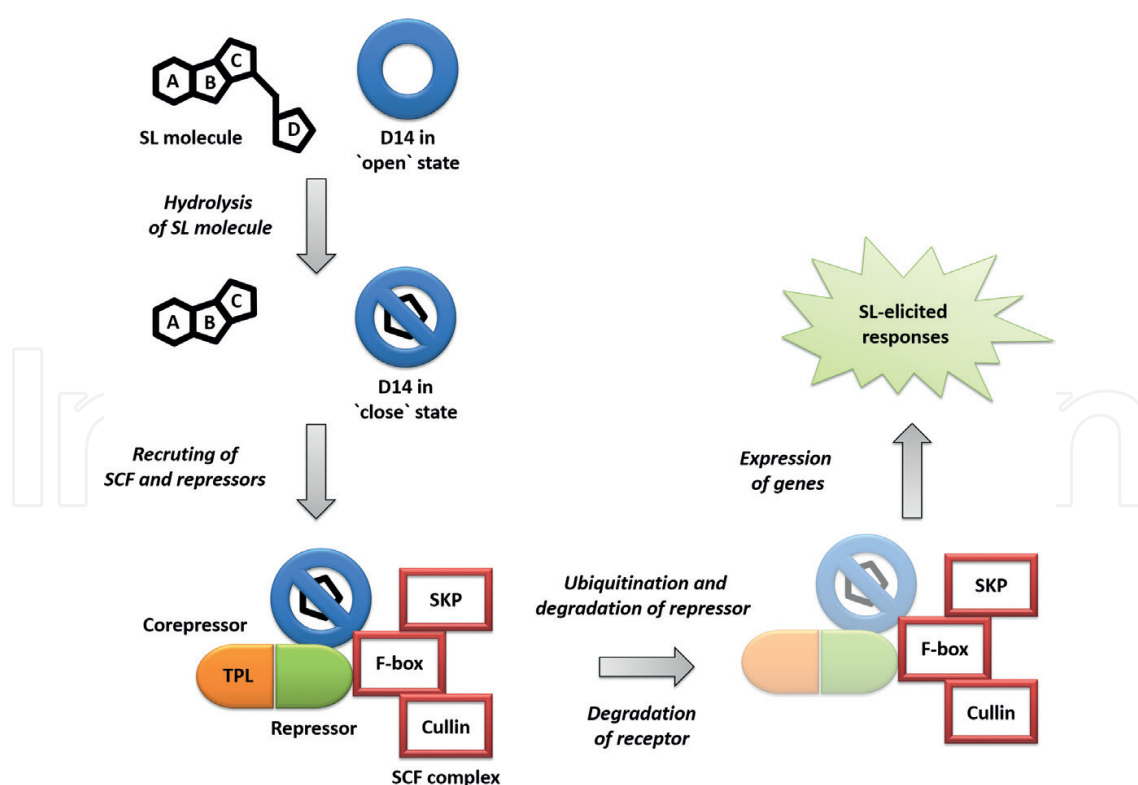 A
B
C
D
SL molecule
D14 in
`open` state
Hydrolysis
of SL molecule
A
B
C
D14 in
`close` state
Recruting of
SCF and repressors
Corepressor
TPL
Repressor
F-box
SKP
Cullin
SCF complex
Ubiquitination and
degradation of repressor
Degradation
of receptor
SKP
F-box
Cullin
Expression
of genes
SL-elicited
responses